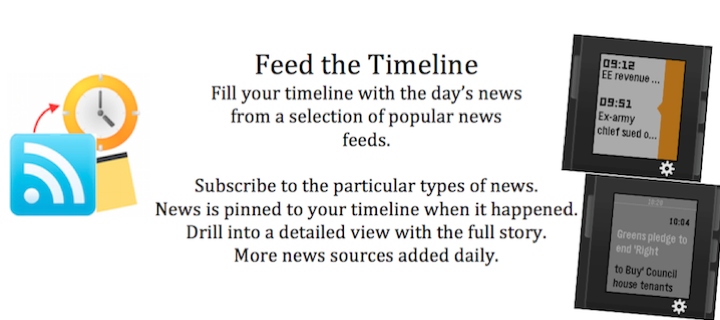 Feed the Timeline
Fill your timeline with the day's news
from a selection of popular news
feeds.
Subscribe to the particular types of news.
News is pinned to your timeline when it happened.
Drill into a detailed view with the full story.
More news sources added daily.
09:12
EE revenue ...
09:51
Ex-army
chief sued o...
10:04
Greens pledge to
end 'Right
to Buy' Council
house tenants